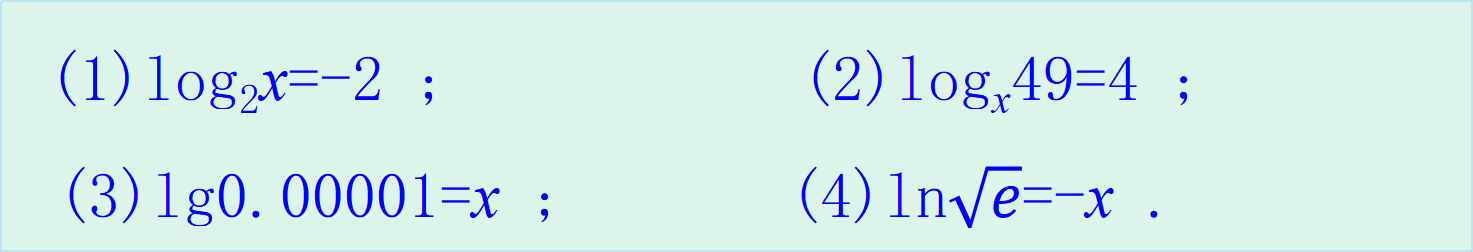 (1)log₂x=-2 ; (2)logₓ49=4 ;
(3)lg0.00001=x ; (4)ln√e=-x .